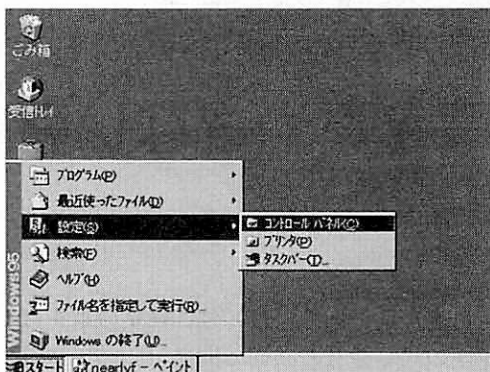 ごみ箱
受信トレイ
プログラム(P)
最近使ったファイル(D)
設定(S)
検索(F)
ヘルプ(H)
ファイル名を指定して実行(R)...
Windows の終了(U)...
コントロール パネル(C)
プリンタ(P)
タスクバー(T)...
Windows95
スタート
nearlyf - ペイント